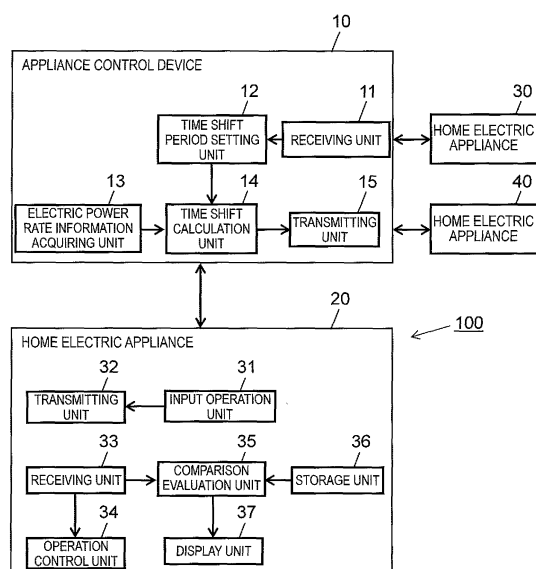 10
APPLIANCE CONTROL DEVICE
12
11
30
TIME SHIFT
PERIOD SETTING
UNIT
RECEIVING UNIT
HOME ELECTRIC
APPLIANCE
13
14
15
40
ELECTRIC POWER
RATE INFORMATION
ACQUIRING UNIT
TIME SHIFT
CALCULATION
UNIT
TRANSMITTING
UNIT
HOME ELECTRIC
APPLIANCE
20
100
HOME ELECTRIC APPLIANCE
32
31
TRANSMITTING
UNIT
INPUT OPERATION
UNIT
33
35
36
RECEIVING UNIT
COMPARISON
EVALUATION UNIT
STORAGE UNIT
34
37
OPERATION
CONTROL UNIT
DISPLAY UNIT